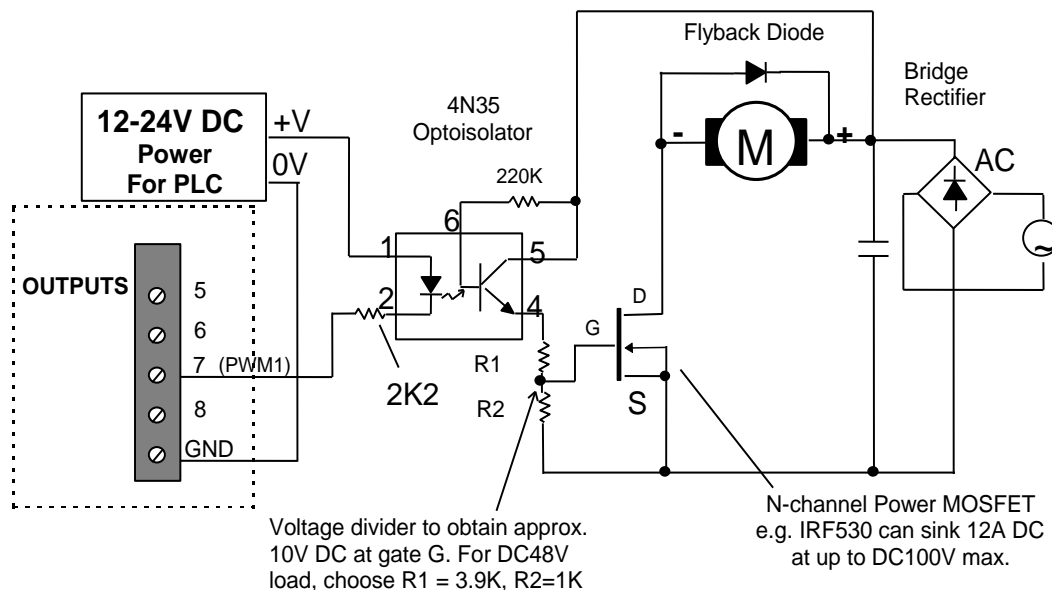 Flyback Diode
Bridge
Rectifier
4N35
Optoisolator
12-24V DC
Power
For PLC
+V
0V
220K
- M +
AC
~
6
1
5
2
4
OUTPUTS
5
6
7 (PWM1)
8
GND
2K2
R1
R2
D
G
S
Voltage divider to obtain approx.
10V DC at gate G. For DC48V
load, choose R1 = 3.9K, R2=1K
N-channel Power MOSFET
e.g. IRF530 can sink 12A DC
at up to DC100V max.